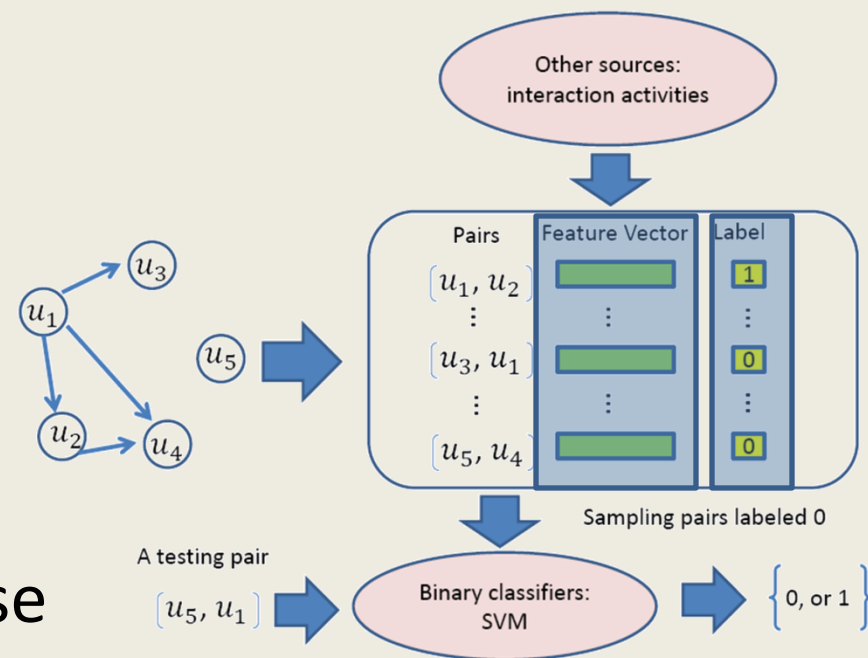 Other sources:
interaction activities
Pairs Feature Vector Label
[u₁, u₂] 1
⋮ ⋮ ⋮
[u₃, u₁] 0
⋮ ⋮ ⋮
[u₅, u₄] 0
u₃
u₁
u₅
u₂
u₄
Sampling pairs labeled 0
A testing pair
[u₅, u₁]
Binary classifiers:
SVM
{0, or 1}
se